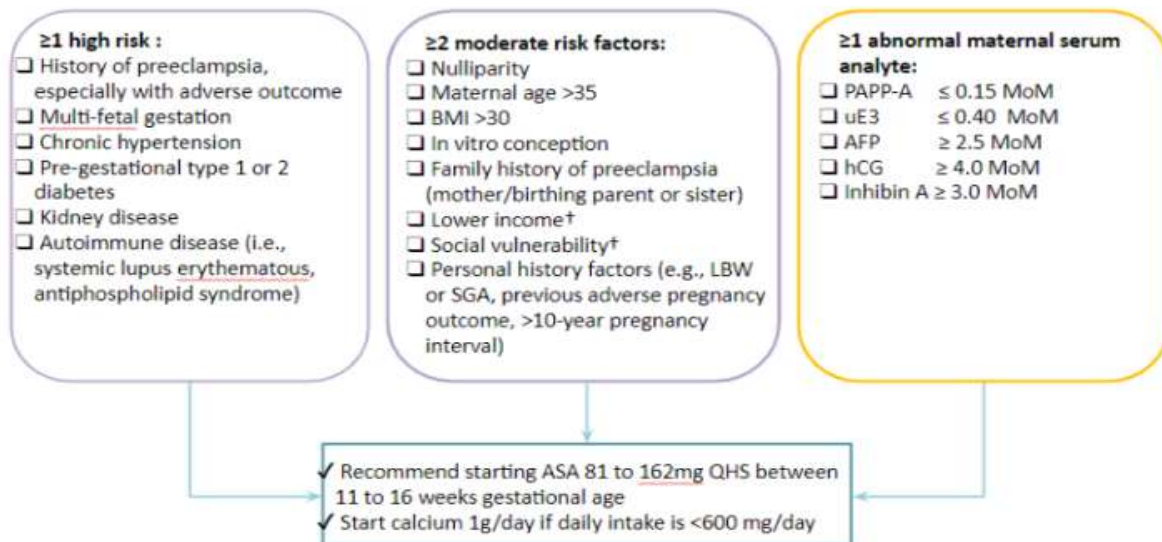 ≥1 high risk :
❑ History of preeclampsia,
especially with adverse outcome
❑ Multi-fetal gestation
❑ Chronic hypertension
❑ Pre-gestational type 1 or 2
diabetes
❑ Kidney disease
❑ Autoimmune disease (i.e.,
systemic lupus erythematous,
antiphospholipid syndrome)
≥2 moderate risk factors:
❑ Nulliparity
❑ Maternal age >35
❑ BMI >30
❑ In vitro conception
❑ Family history of preeclampsia
(mother/birthing parent or sister)
❑ Lower income†
❑ Social vulnerability†
❑ Personal history factors (e.g., LBW
or SGA, previous adverse pregnancy
outcome, >10-year pregnancy
interval)
≥1 abnormal maternal serum
analyte:
❑ PAPP-A ≤ 0.15 MoM
❑ uE3 ≤ 0.40 MoM
❑ AFP ≥ 2.5 MoM
❑ hCG ≥ 4.0 MoM
❑ Inhibin A ≥ 3.0 MoM
✓ Recommend starting ASA 81 to 162mg QHS between
11 to 16 weeks gestational age
✓ Start calcium 1g/day if daily intake is <600 mg/day